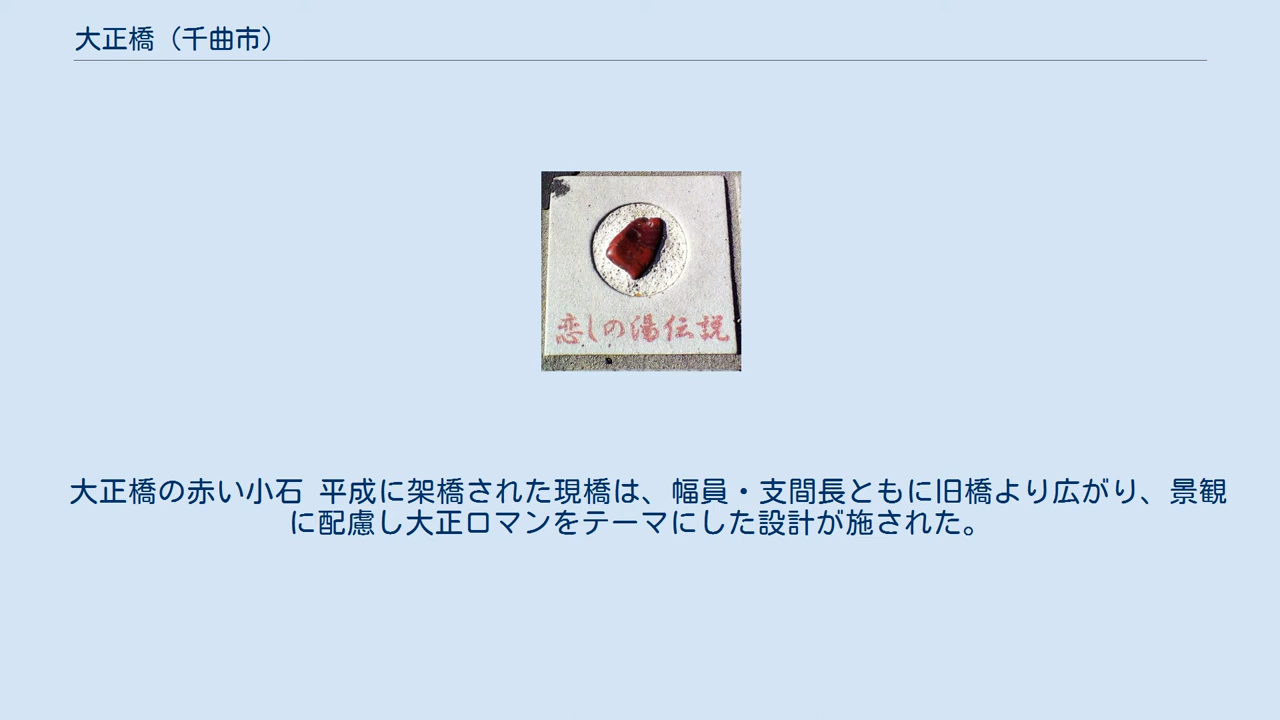 大正橋（千曲市）
恋しの湯伝説
大正橋の赤い小石 平成に架橋された現橋は、幅員・支間長ともに旧橋より広がり、景観
に配慮し大正ロマンをテーマにした設計が施された。